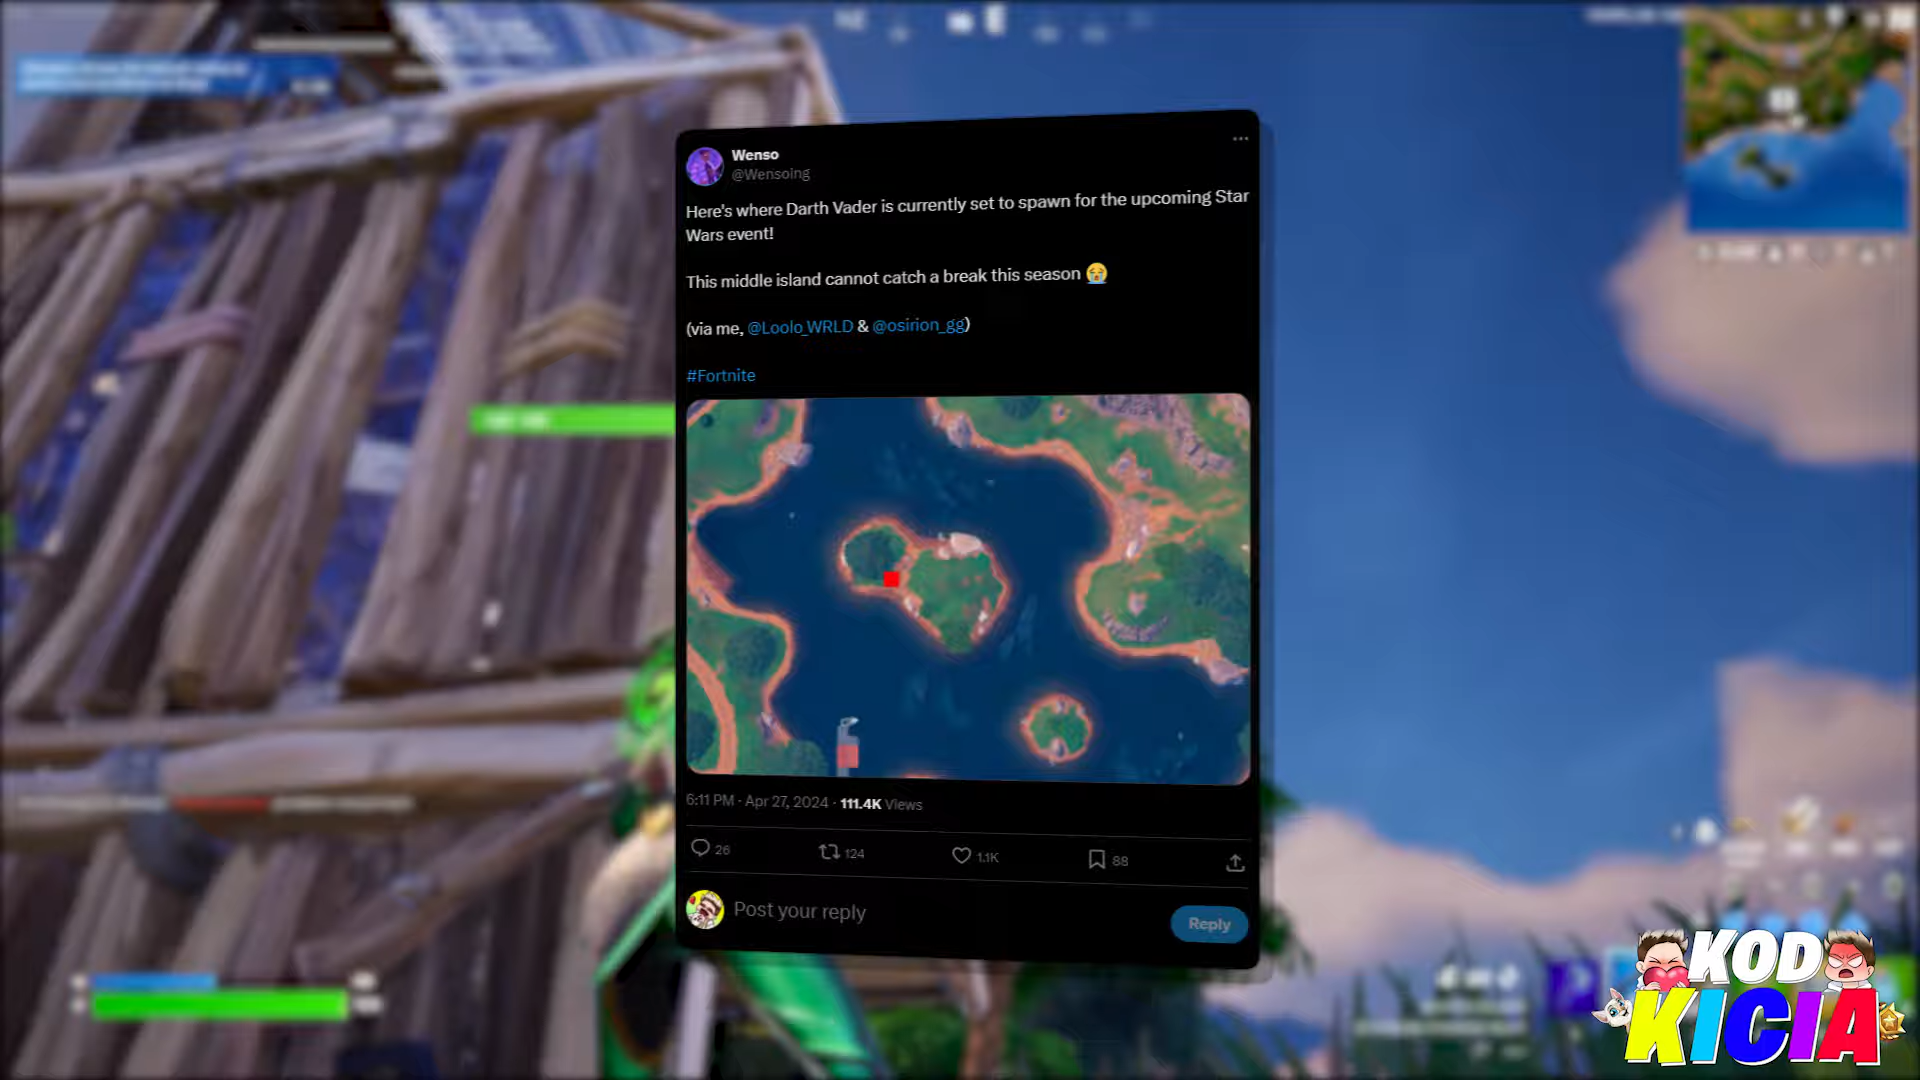 Wenso
@Wensoing
Here's where Darth Vader is currently set to spawn for the upcoming Star
Wars event!
This middle island cannot catch a break this season 😭
(via me, @Loolo_WRLD & @osirion_gg)
#Fortnite
6:11 PM · Apr 27, 2024 · 111.4K Views
26 124 1.1K 88
Post your reply
Reply
KOD
KICIA